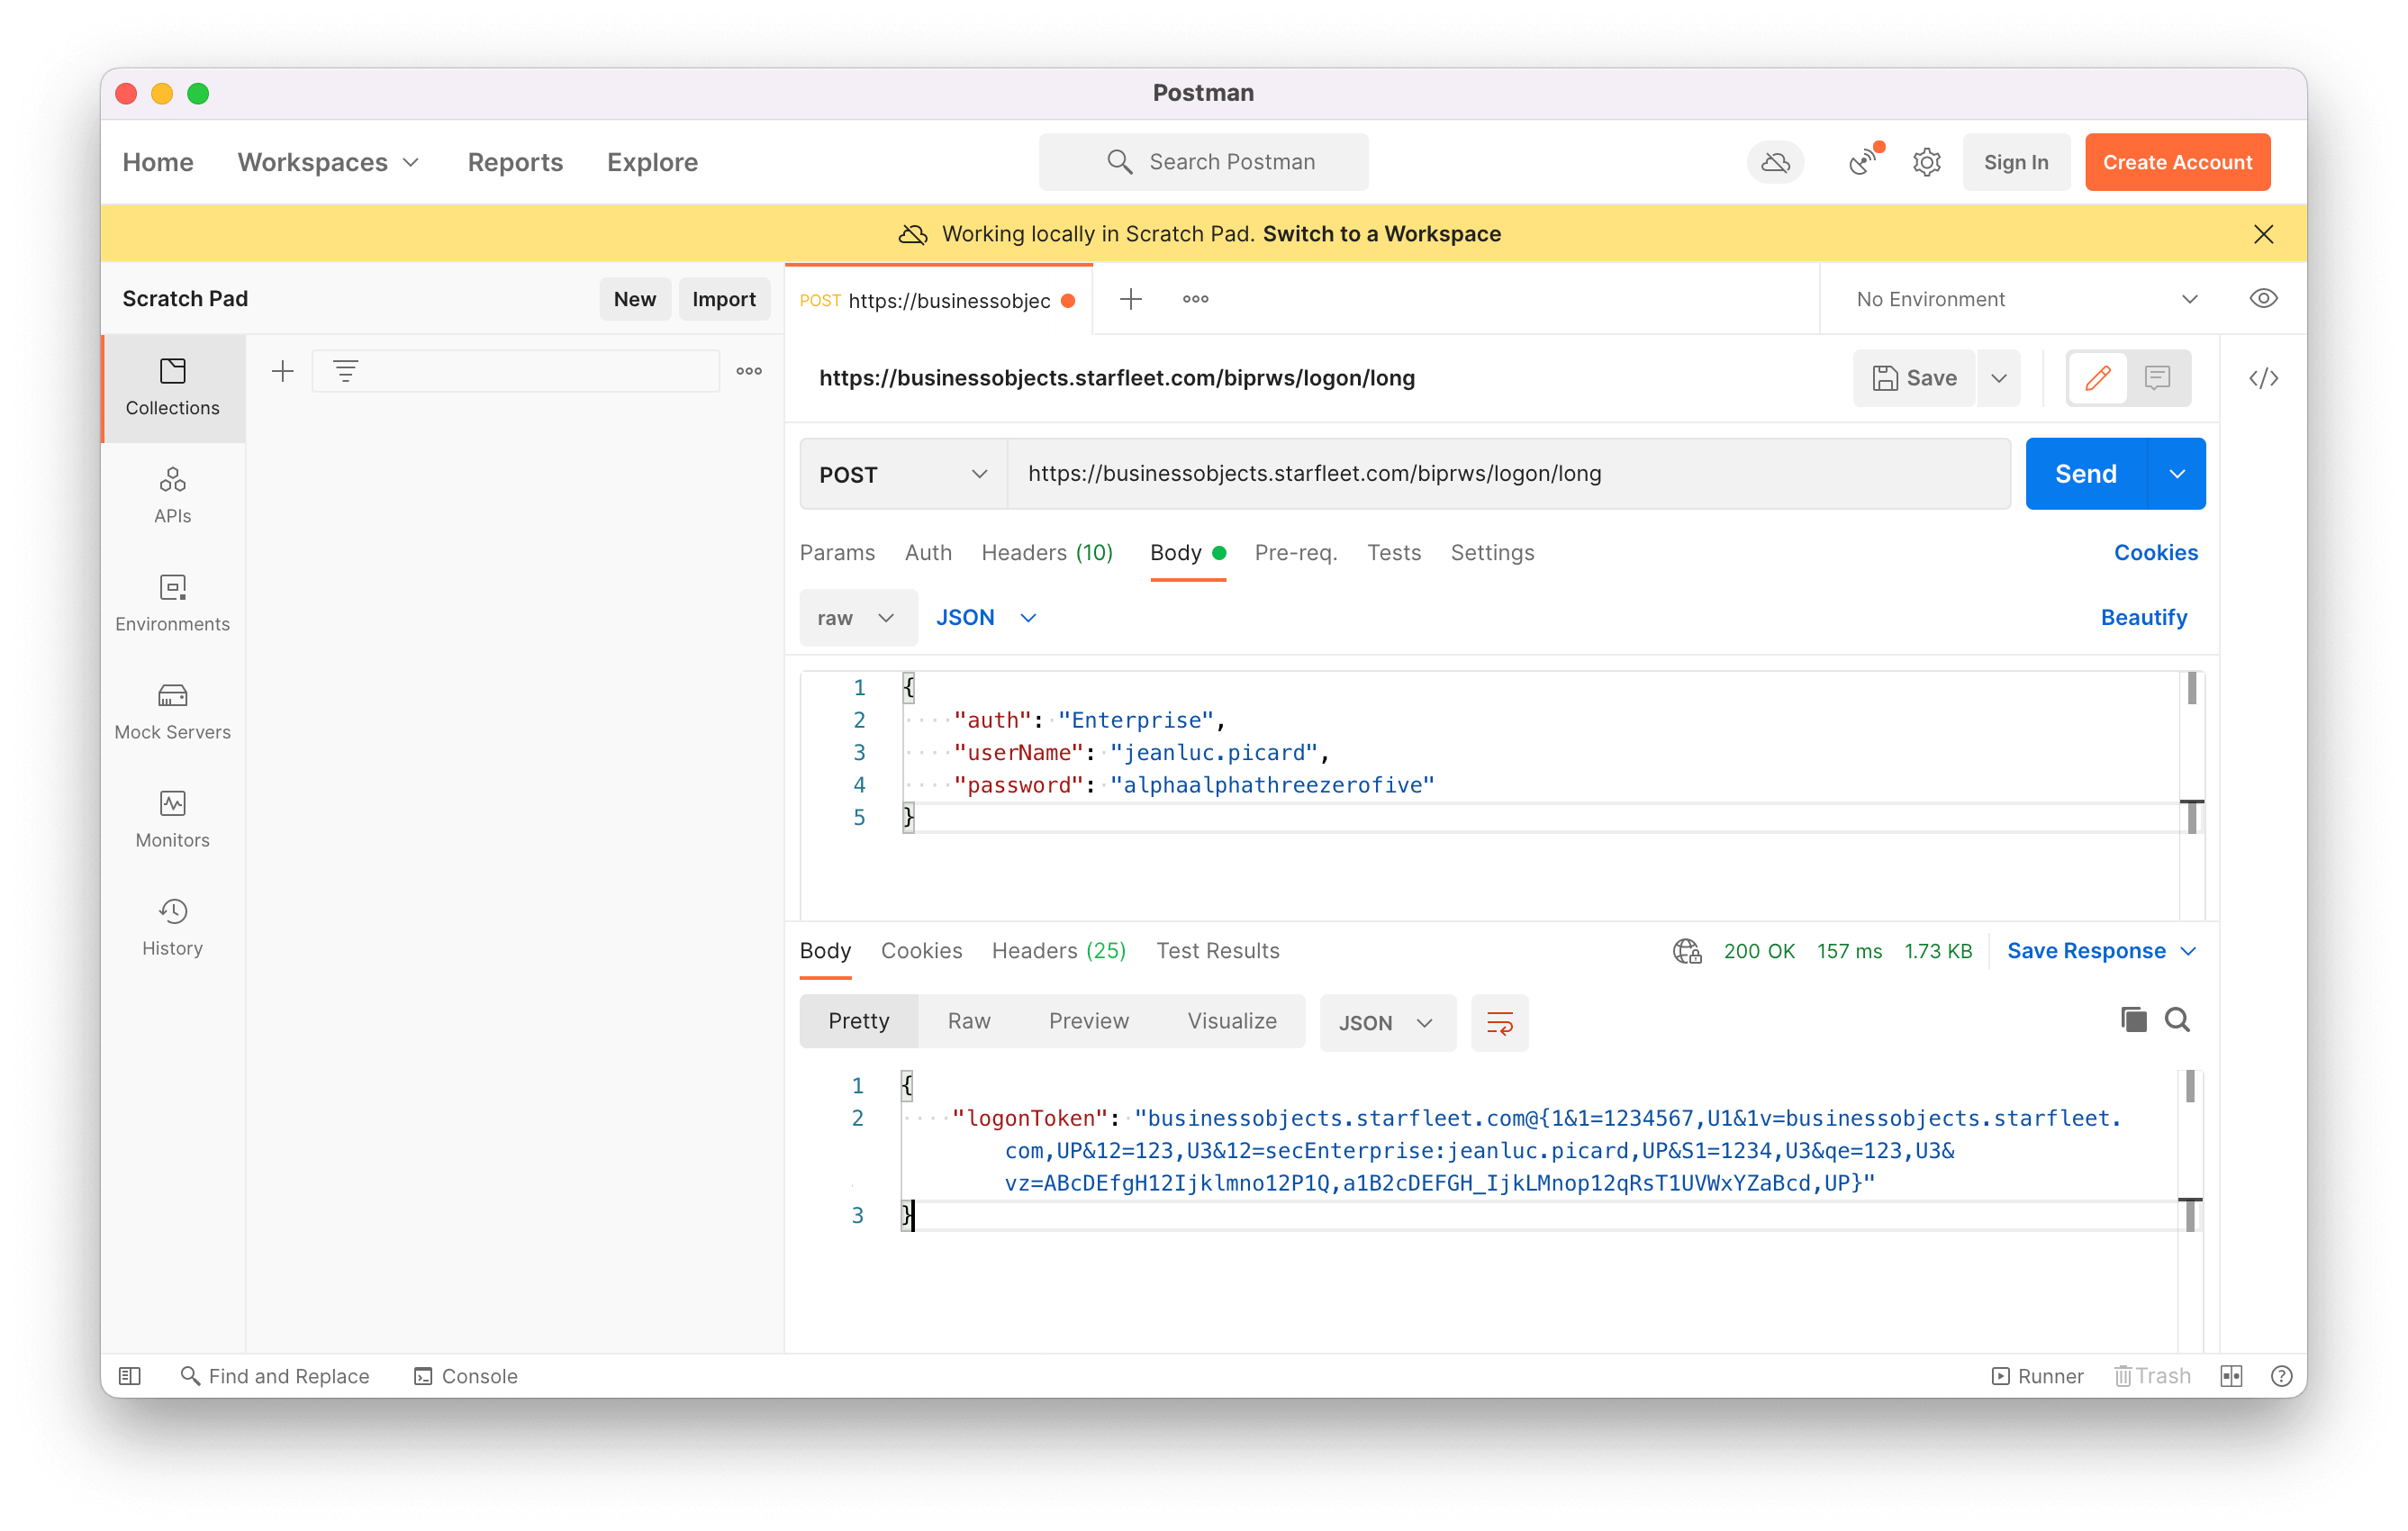 Postman
Home Workspaces Reports Explore Search Postman Sign In Create Account
Working locally in Scratch Pad. Switch to a Workspace
Scratch Pad New Import POST https://businessobjec No Environment
Collections
APIs
Environments
Mock Servers
Monitors
History
https://businessobjects.starfleet.com/biprws/logon/long Save
POST https://businessobjects.starfleet.com/biprws/logon/long Send
Params Auth Headers (10) Body Pre-req. Tests Settings Cookies
raw JSON Beautify
1 {
2 "auth": "Enterprise",
3 "userName": "jeanluc.picard",
4 "password": "alphaalphathreezerofive"
5 }
Body Cookies Headers (25) Test Results 200 OK 157 ms 1.73 KB Save Response
Pretty Raw Preview Visualize JSON
1 {
2 "logonToken": "businessobjects.starfleet.com@{1&1=1234567,U1&1v=businessobjects.starfleet.
com,UP&12=123,U3&12=secEnterprise:jeanluc.picard,UP&S1=1234,U3&qe=123,U3&
vz=ABcDEfgH12Ijklmno12P1Q,a1B2cDEFGH_IjkLMnop12qRsT1UVWxYZaBcd,UP}"
3 }
Find and Replace Console Runner Trash